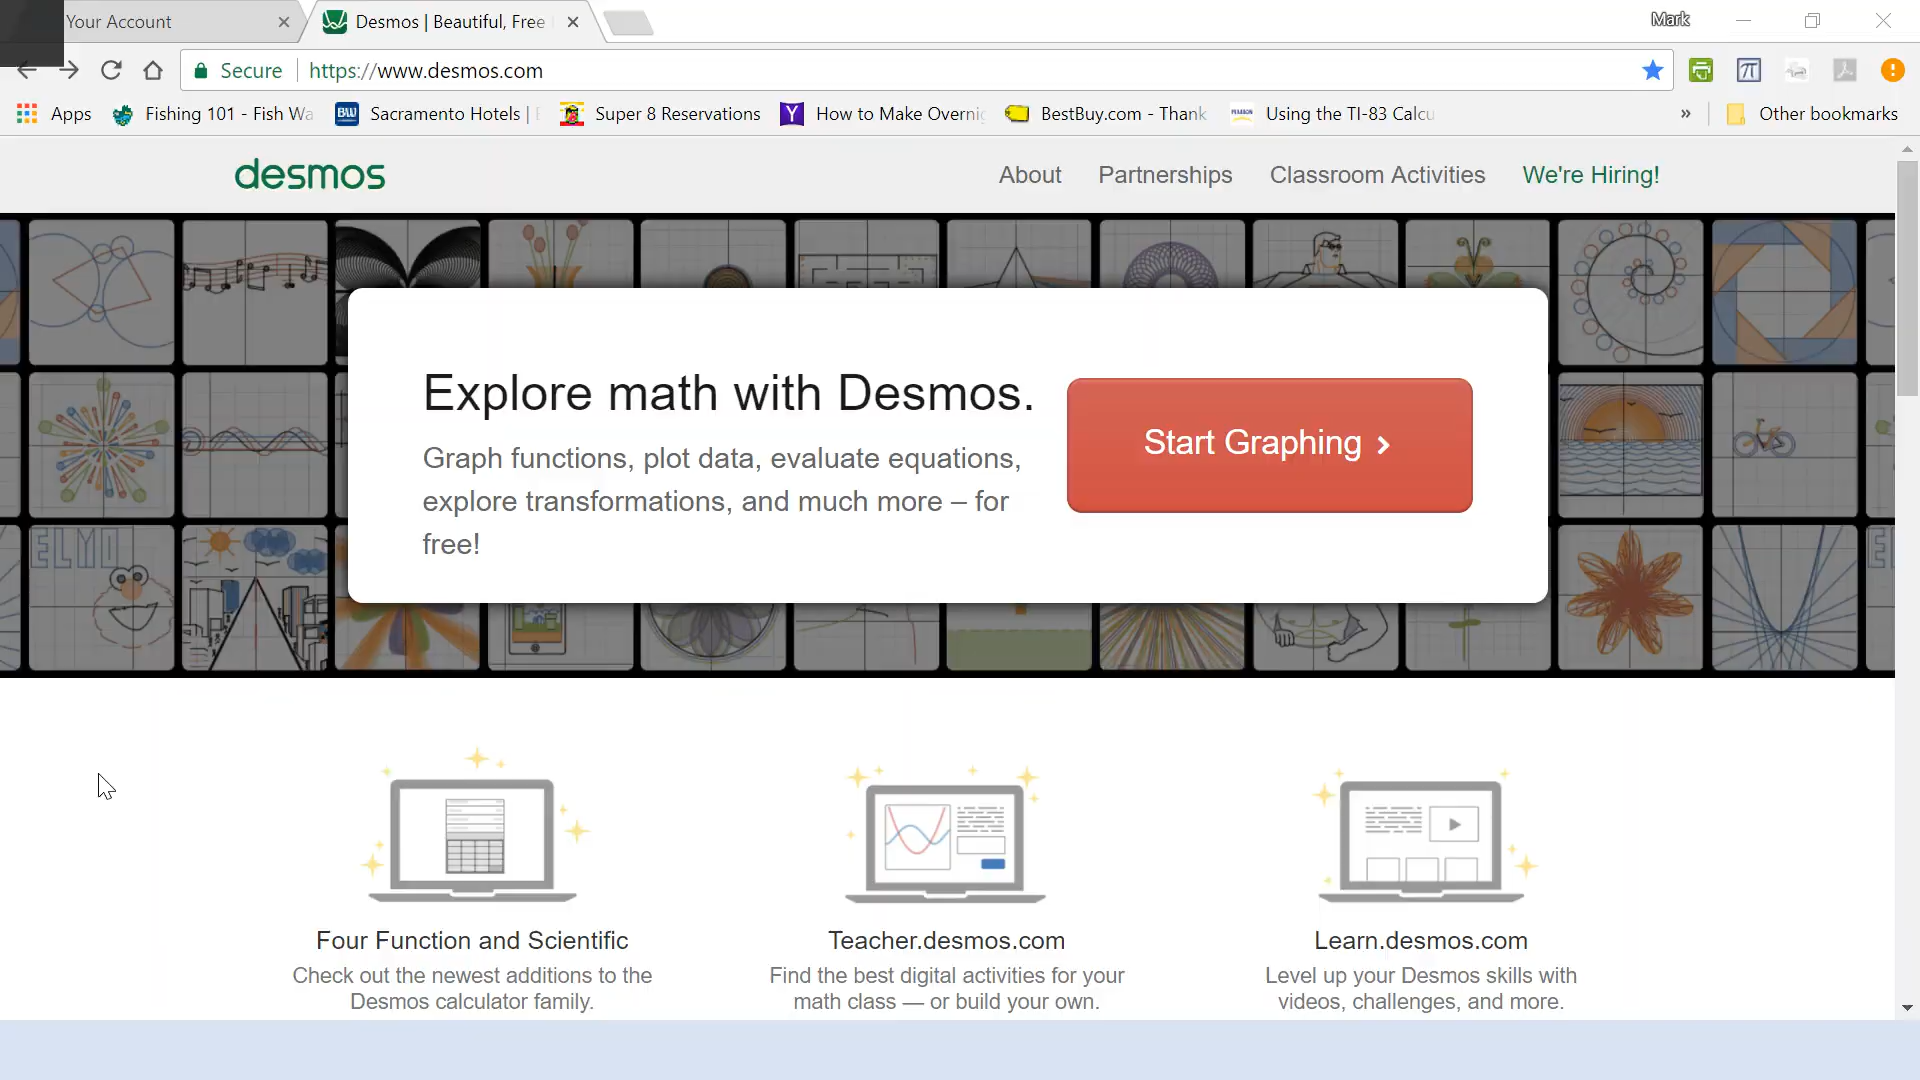 Your Account
Desmos | Beautiful, Free
Mark
Secure
https://www.desmos.com
Apps
Fishing 101 - Fish Wa
Sacramento Hotels |
Super 8 Reservations
How to Make Overnig
BestBuy.com - Thank
Using the TI-83 Calcu
»
Other bookmarks
desmos
About
Partnerships
Classroom Activities
We're Hiring!
Explore math with Desmos.
Graph functions, plot data, evaluate equations,
explore transformations, and much more – for
free!
Start Graphing
ELMO
Four Function and Scientific
Check out the newest additions to the
Desmos calculator family.
Teacher.desmos.com
Find the best digital activities for your
math class — or build your own.
Learn.desmos.com
Level up your Desmos skills with
videos, challenges, and more.